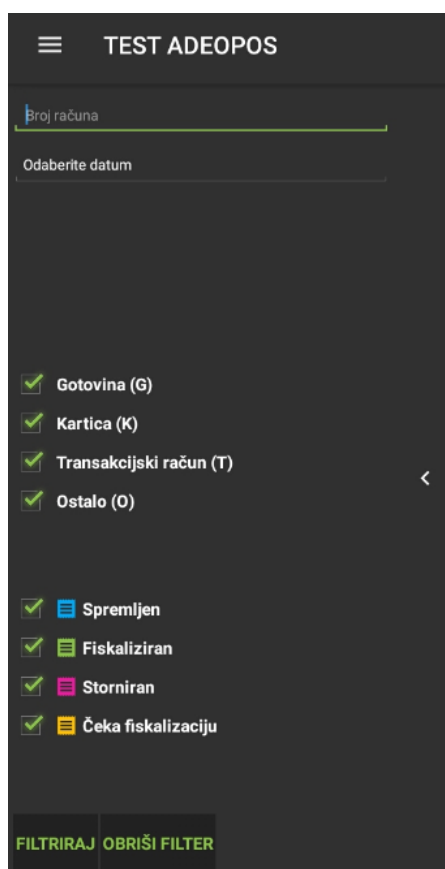 TEST ADEOPOS
Broj računa
Odaberite datum
Gotovina (G)
Kartica (K)
Transakcijski račun (T)
Ostalo (O)
Spremljen
Fiskaliziran
Storniran
Čeka fiskalizaciju
FILTRIRAJ OBRIŠI FILTER